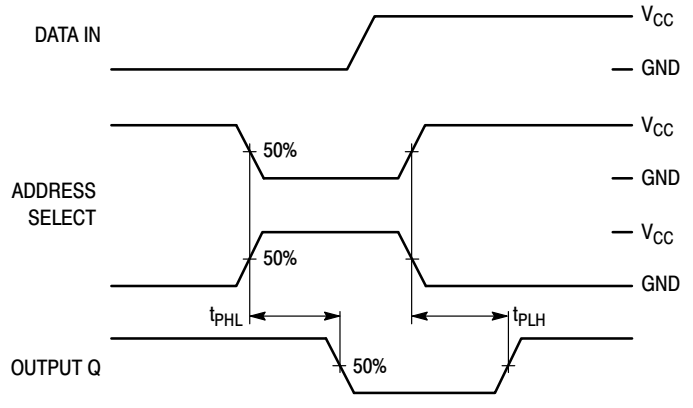 DATA IN
V_CC
GND
V_CC
50%
GND
ADDRESS
SELECT
V_CC
50%
GND
t_PHL
t_PLH
OUTPUT Q
50%